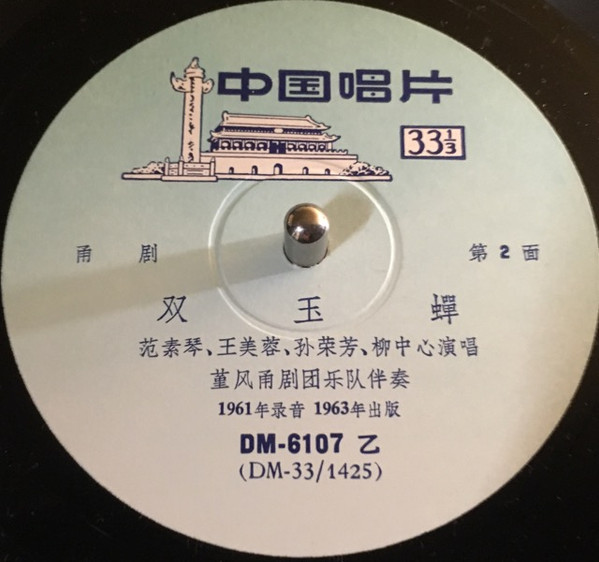 中国唱片
33⅓
甬剧 第2面
双玉蟬
范素琴、王美蓉、孙荣芳、柳中心演唱
堇风甬剧团乐队伴奏
1961年录音 1963年出版
DM-6107 乙
(DM-33/1425)